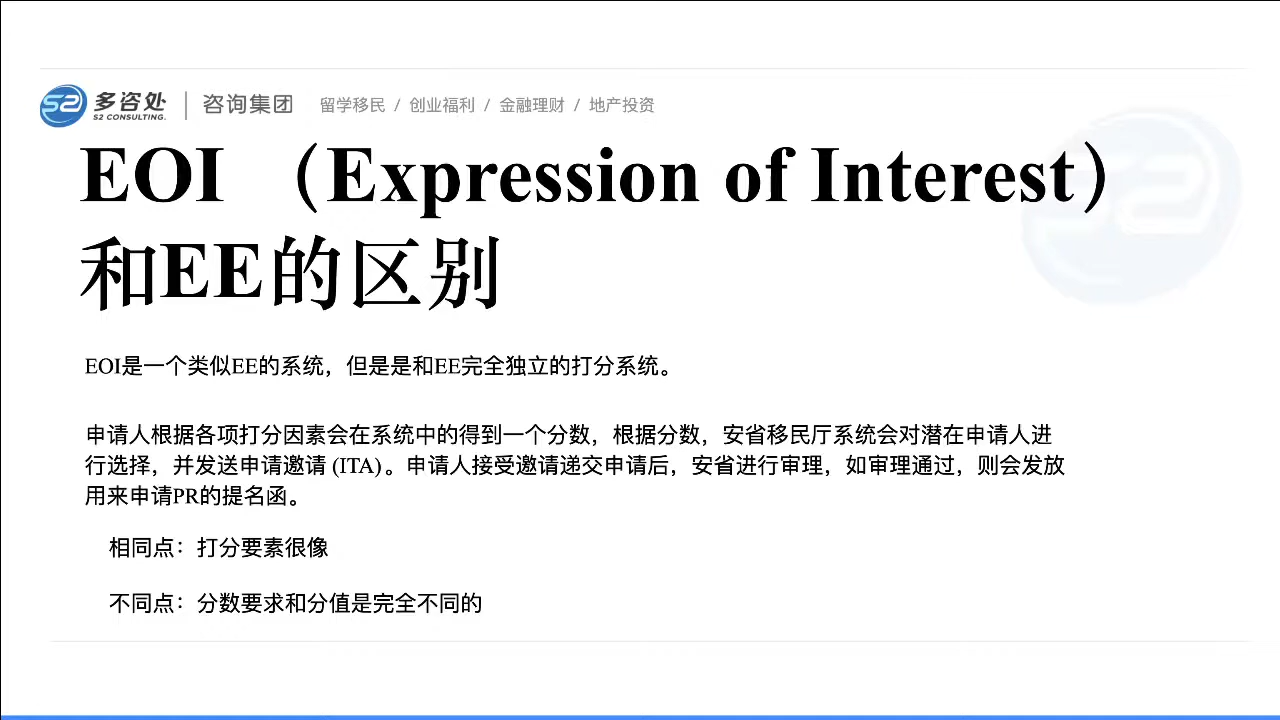 52 多咨处 S2 CONSULTING. 咨询集团 留学移民 / 创业福利 / 金融理财 / 地产投资
EOI （Expression of Interest）
和EE的区别
EOI是一个类似EE的系统，但是是和EE完全独立的打分系统。
申请人根据各项打分因素会在系统中的得到一个分数，根据分数，安省移民厅系统会对潜在申请人进
行选择，并发送申请邀请 (ITA) 。申请人接受邀请递交申请后，安省进行审理，如审理通过，则会发放
用来申请PR的提名函。
相同点：打分要素很像
不同点：分数要求和分值是完全不同的